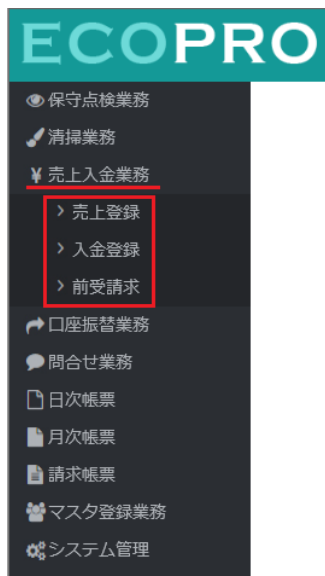 ECOPRO
保守点検業務
清掃業務
¥ 売上入金業務
> 売上登録
> 入金登録
> 前受請求
口座振替業務
問合せ業務
日次帳票
月次帳票
請求帳票
マスタ登録業務
システム管理